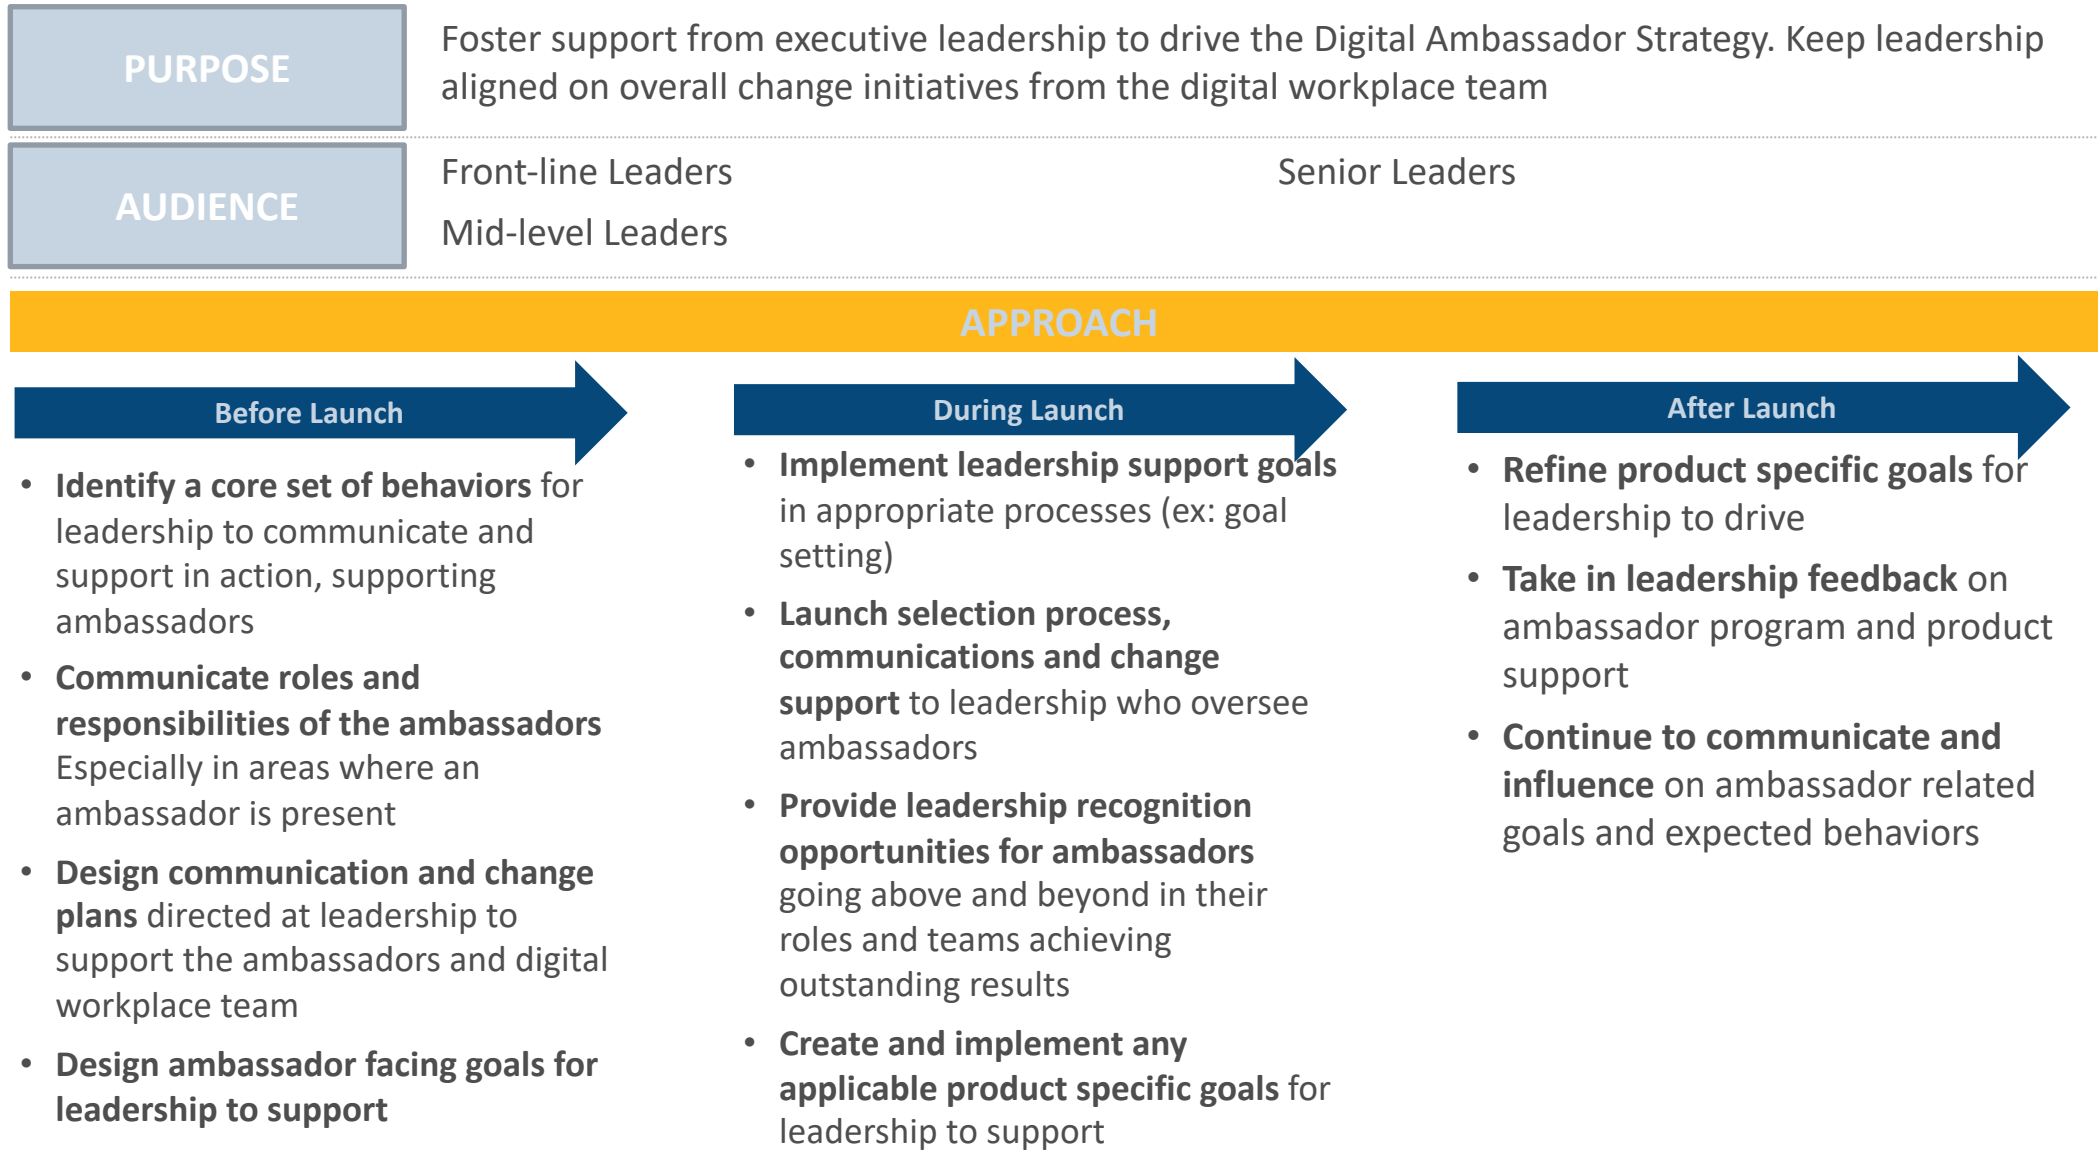 PURPOSE
Foster support from executive leadership to drive the Digital Ambassador Strategy. Keep leadership
aligned on overall change initiatives from the digital workplace team
AUDIENCE
Front-line Leaders
Mid-level Leaders
Senior Leaders
APPROACH
Before Launch
• Identify a core set of behaviors for
leadership to communicate and
support in action, supporting
ambassadors
• Communicate roles and
responsibilities of the ambassadors
Especially in areas where an
ambassador is present
• Design communication and change
plans directed at leadership to
support the ambassadors and digital
workplace team
• Design ambassador facing goals for
leadership to support
During Launch
• Implement leadership support goals
in appropriate processes (ex: goal
setting)
• Launch selection process,
communications and change
support to leadership who oversee
ambassadors
• Provide leadership recognition
opportunities for ambassadors
going above and beyond in their
roles and teams achieving
outstanding results
• Create and implement any
applicable product specific goals for
leadership to support
After Launch
• Refine product specific goals for
leadership to drive
• Take in leadership feedback on
ambassador program and product
support
• Continue to communicate and
influence on ambassador related
goals and expected behaviors